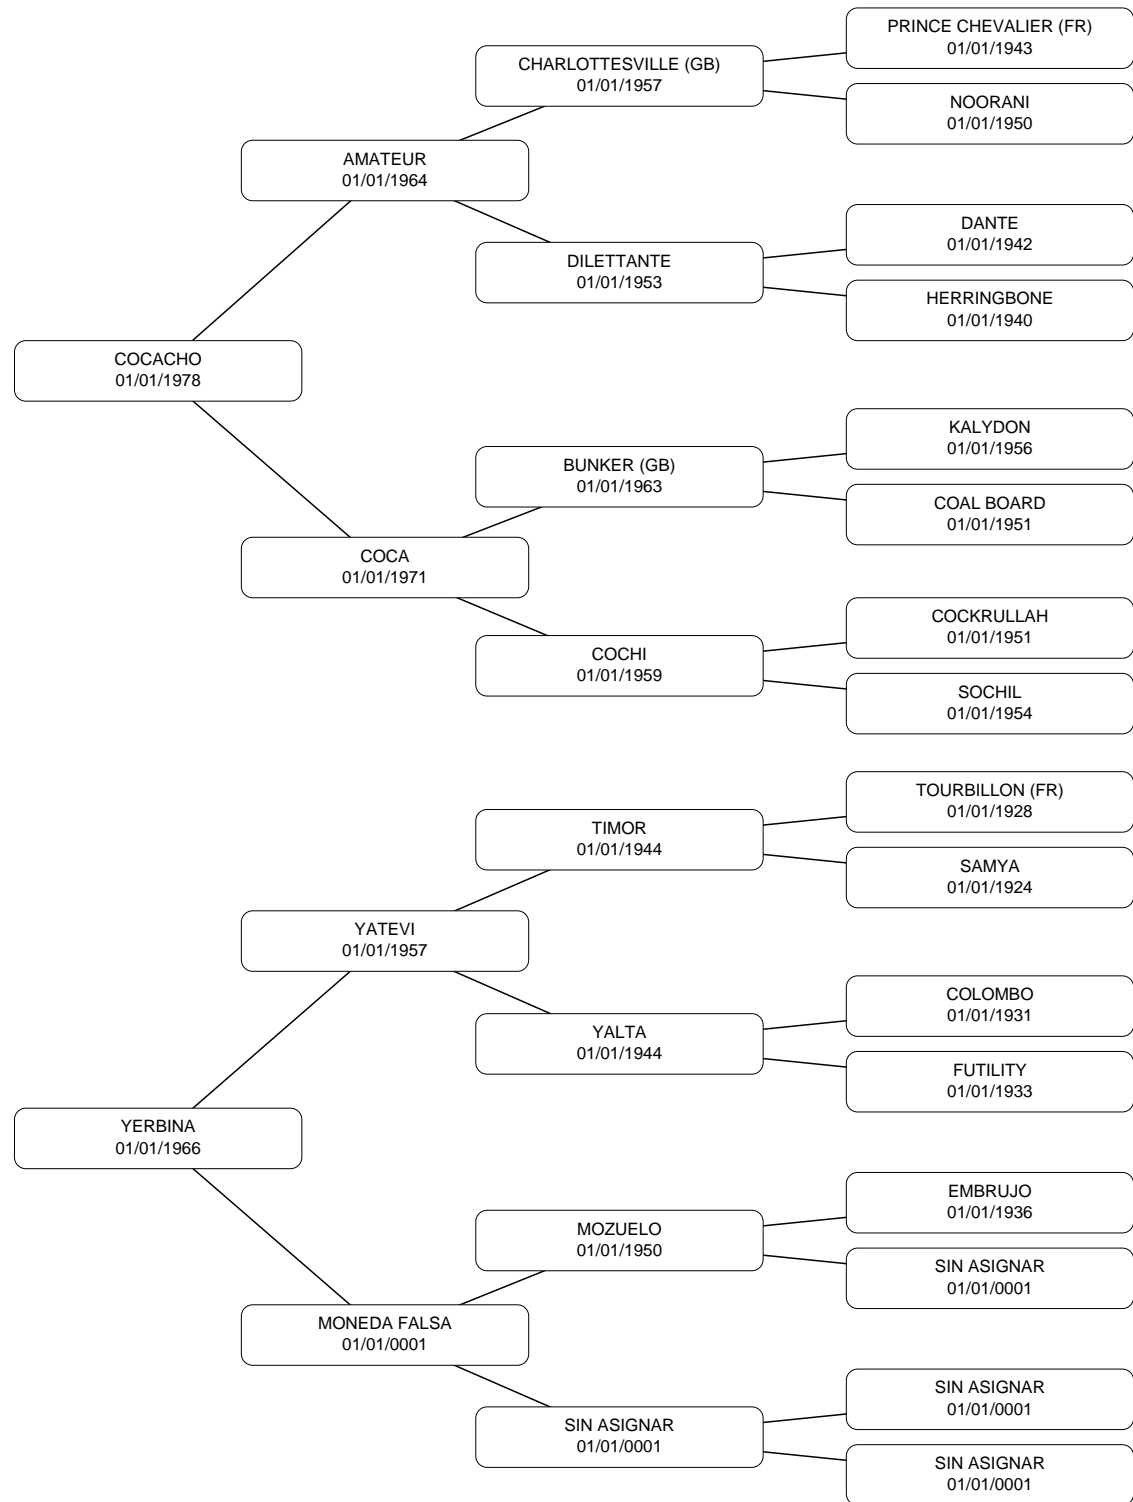 PRINCE CHEVALIER (FR)
01/01/1943
CHARLOTTESVILLE (GB)
01/01/1957
NOORANI
01/01/1950
AMATEUR
01/01/1964
DANTE
01/01/1942
DILETTANTE
01/01/1953
HERRINGBONE
01/01/1940
COCACHO
01/01/1978
KALYDON
01/01/1956
BUNKER (GB)
01/01/1963
COAL BOARD
01/01/1951
COCA
01/01/1971
COCKRULLAH
01/01/1951
COCHI
01/01/1959
SOCHIL
01/01/1954
TOURBILLON (FR)
01/01/1928
TIMOR
01/01/1944
SAMYA
01/01/1924
YATEVI
01/01/1957
COLOMBO
01/01/1931
YALTA
01/01/1944
FUTILITY
01/01/1933
YERBINA
01/01/1966
EMBRUJO
01/01/1936
MOZUELO
01/01/1950
SIN ASIGNAR
01/01/0001
MONEDA FALSA
01/01/0001
SIN ASIGNAR
01/01/0001
SIN ASIGNAR
01/01/0001
SIN ASIGNAR
01/01/0001